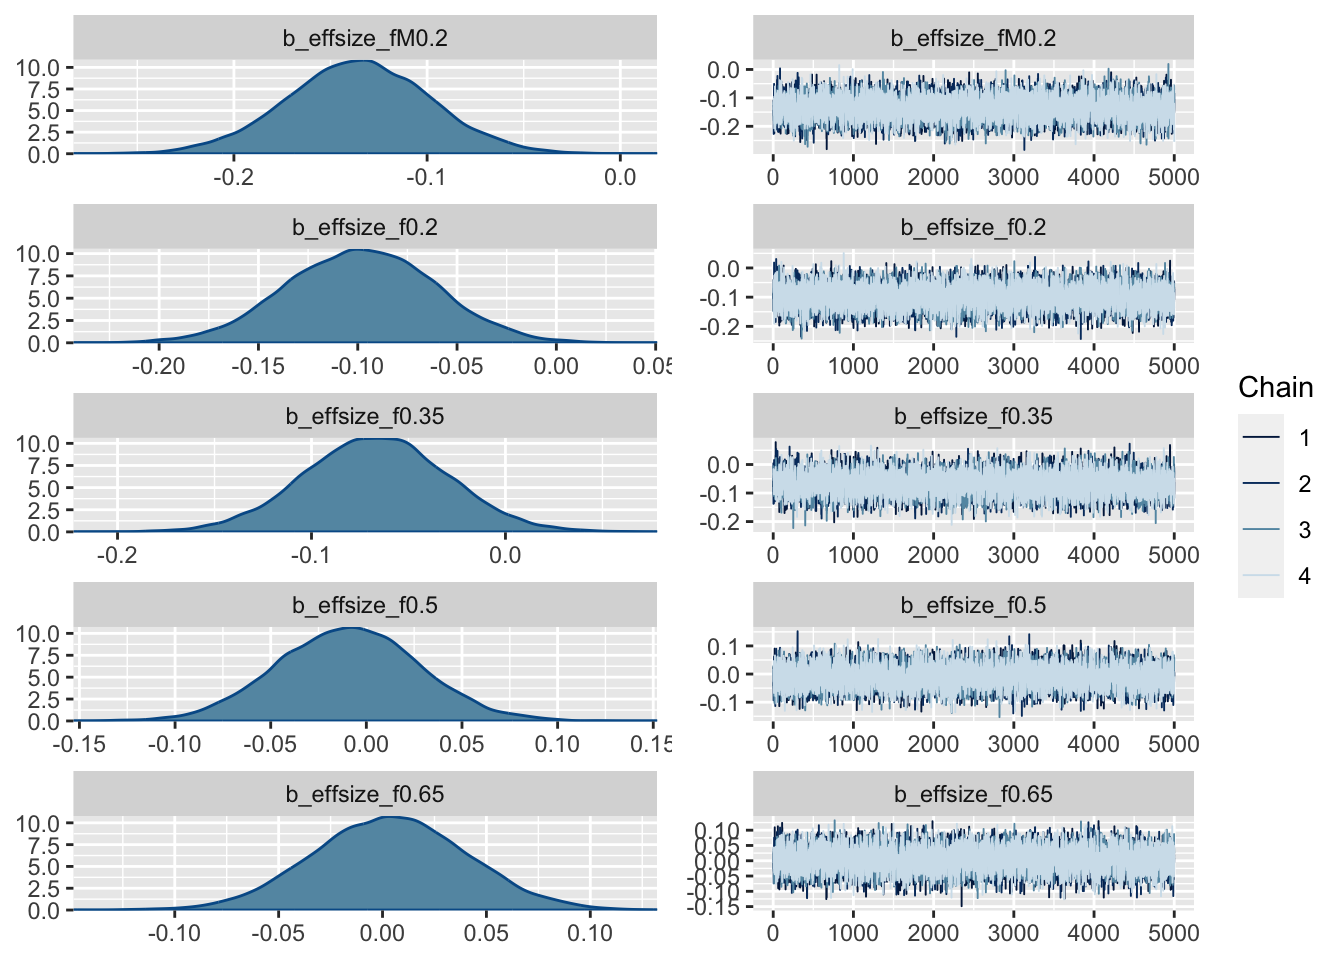 b_effsize_fM0.2
10.0
7.5
5.0
2.5
0.0
-0.2 -0.1 0.0
b_effsize_fM0.2
0.0
-0.1
-0.2
0 1000 2000 3000 4000 5000
b_effsize_f0.2
10.0
7.5
5.0
2.5
0.0
-0.20 -0.15 -0.10 -0.05 0.00 0.05
b_effsize_f0.2
0.0
-0.1
-0.2
0 1000 2000 3000 4000 5000
b_effsize_f0.35
10.0
7.5
5.0
2.5
0.0
-0.2 -0.1 0.0
b_effsize_f0.35
0.0
-0.1
-0.2
0 1000 2000 3000 4000 5000
b_effsize_f0.5
10.0
7.5
5.0
2.5
0.0
-0.15 -0.10 -0.05 0.00 0.05 0.10 0.15
b_effsize_f0.5
0.1
0.0
-0.1
0 1000 2000 3000 4000 5000
b_effsize_f0.65
10.0
7.5
5.0
2.5
0.0
-0.10 -0.05 0.00 0.05 0.10
b_effsize_f0.65
0.10
0.05
0.00
-0.05
-0.10
-0.15
0 1000 2000 3000 4000 5000
Chain
1
2
3
4